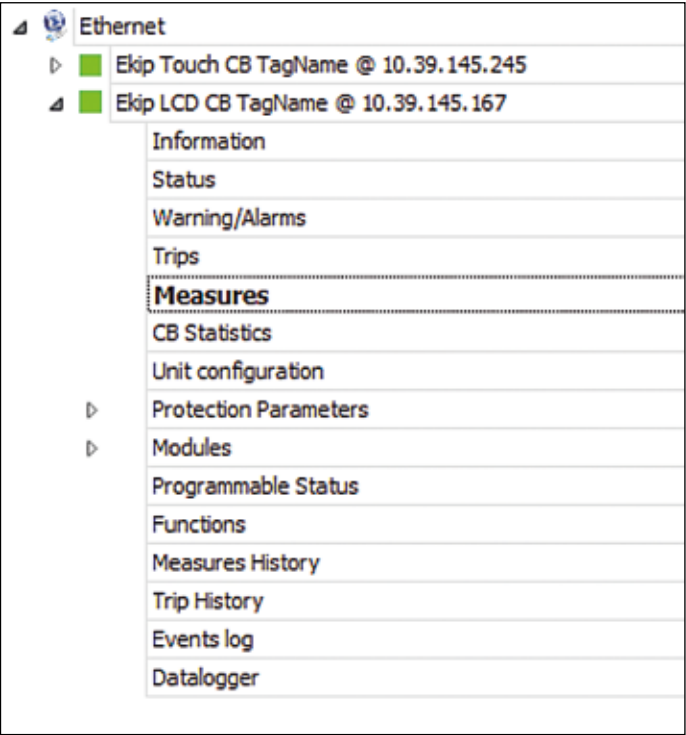 Ethernet
Ekip Touch CB TagName @ 10.39.145.245
Ekip LCD CB TagName @ 10.39.145.167
Information
Status
Warning/Alarms
Trips
Measures
CB Statistics
Unit configuration
Protection Parameters
Modules
Programmable Status
Functions
Measures History
Trip History
Events log
Datalogger